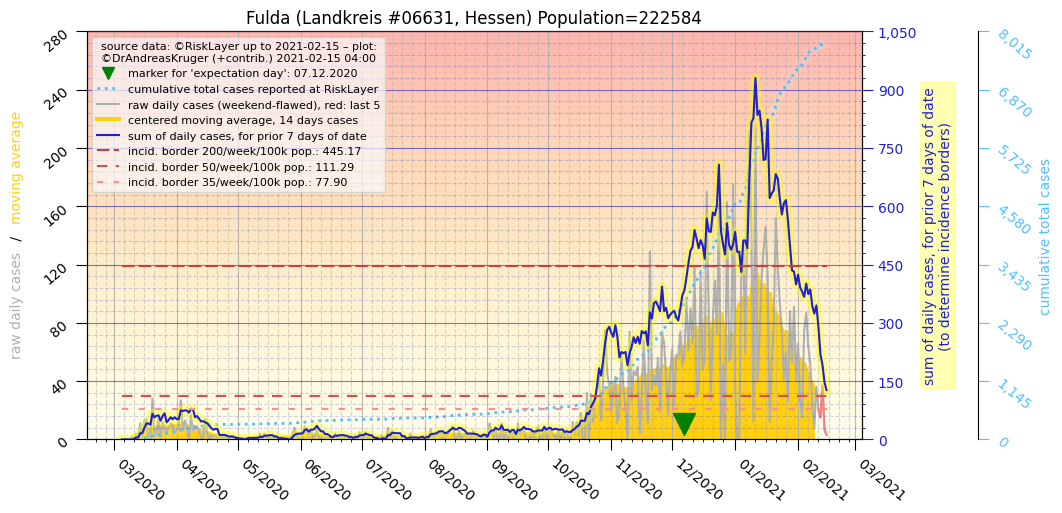 Fulda (Landkreis #06631, Hessen) Population=222584
source data: ©RiskLayer up to 2021-02-15 – plot:
©DrAndreasKruger (+contrib.) 2021-02-15 04:00
marker for 'expectation day': 07.12.2020
cumulative total cases reported at RiskLayer
raw daily cases (weekend-flawed), red: last 5
centered moving average, 14 days cases
sum of daily cases, for prior 7 days of date
incid. border 200/week/100k pop.: 445.17
incid. border 50/week/100k pop.: 111.29
incid. border 35/week/100k pop.: 77.90
raw daily cases / moving average
280
240
200
160
120
80
40
0
1,050
900
750
600
450
300
150
0
sum of daily cases, for prior 7 days of date
(to determine incidence borders)
8,015
6,870
5,725
4,580
3,435
2,290
1,145
0
cumulative total cases
03/2020
04/2020
05/2020
06/2020
07/2020
08/2020
09/2020
10/2020
11/2020
12/2020
01/2021
02/2021
03/2021